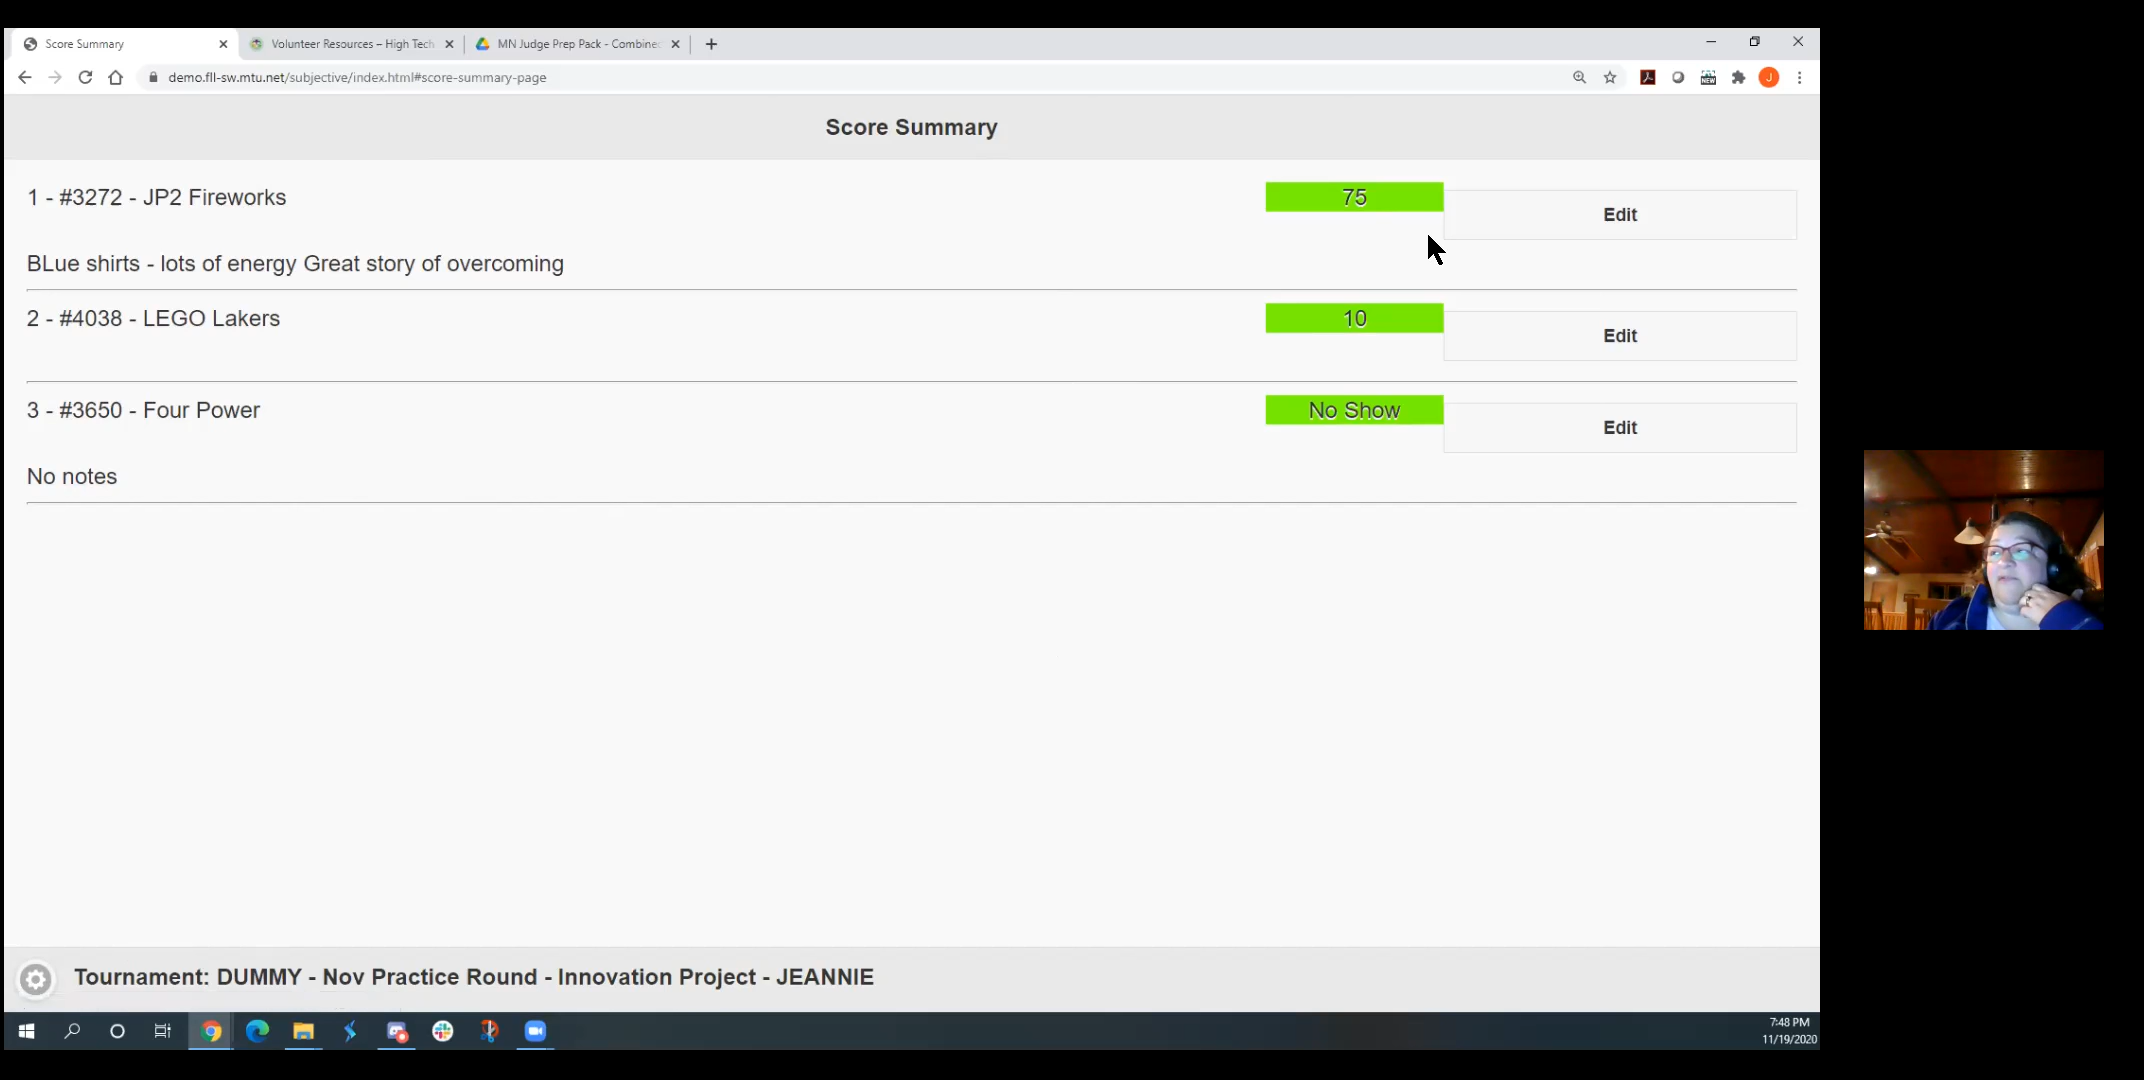 Score Summary
Volunteer Resources – High Tech
MN Judge Prep Pack - Combine
demo.fll-sw.mtu.net/subjective/index.html#score-summary-page
NEW
J
Score Summary
1 - #3272 - JP2 Fireworks
75
Edit
BLue shirts - lots of energy Great story of overcoming
2 - #4038 - LEGO Lakers
10
Edit
3 - #3650 - Four Power
No Show
Edit
No notes
Tournament: DUMMY - Nov Practice Round - Innovation Project - JEANNIE
7:48 PM
11/19/2020